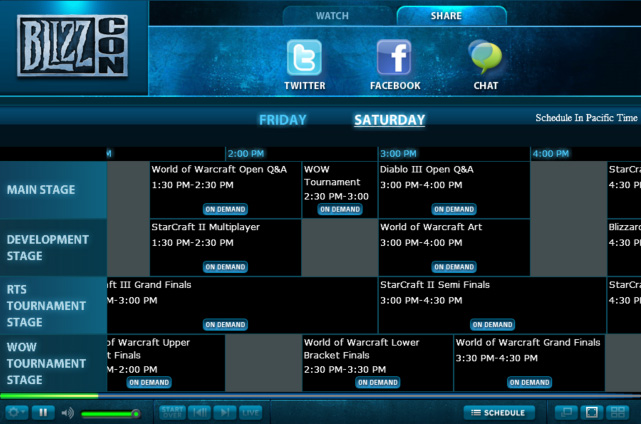 BLIZZ CON
WATCH
SHARE
TWITTER
FACEBOOK
CHAT
FRIDAY
SATURDAY
Schedule In Pacific Time
2:00 PM
3:00 PM
4:00 PM
MAIN STAGE
World of Warcraft Open Q&A
1:30 PM-2:30 PM
ON DEMAND
WOW
Tournament
2:30 PM-3:00
ON DEMAND
Diablo III Open Q&A
3:00 PM-4:00 PM
ON DEMAND
StarCr
4:30 P
DEVELOPMENT
STAGE
StarCraft II Multiplayer
1:30 PM-2:30 PM
ON DEMAND
World of Warcraft Art
3:00 PM-4:00 PM
ON DEMAND
Blizzar
4:30 P
RTS
TOURNAMENT
STAGE
ft III Grand Finals
M-3:00 PM
ON DEMAND
StarCraft II Semi Finals
3:00 PM-4:30 PM
ON DEMAND
StarCr
4:30 P
WOW
TOURNAMENT
STAGE
of Warcraft Upper
t Finals
M-2:00 PM
ON DEMAND
World of Warcraft Lower
Bracket Finals
2:30 PM-3:30 PM
ON DEMAND
World of Warcraft Grand Finals
3:30 PM-4:30 PM
ON DEMAND
START
OVER
LIVE
SCHEDULE